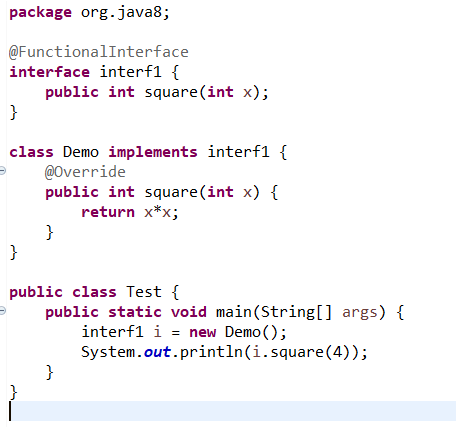 package org.java8;
@FunctionalInterface
interface interf1 {
    public int square(int x);
}
class Demo implements interf1 {
    @Override
    public int square(int x) {
        return x*x;
    }
}
public class Test {
    public static void main(String[] args) {
        interf1 i = new Demo();
        System.out.println(i.square(4));
    }
}